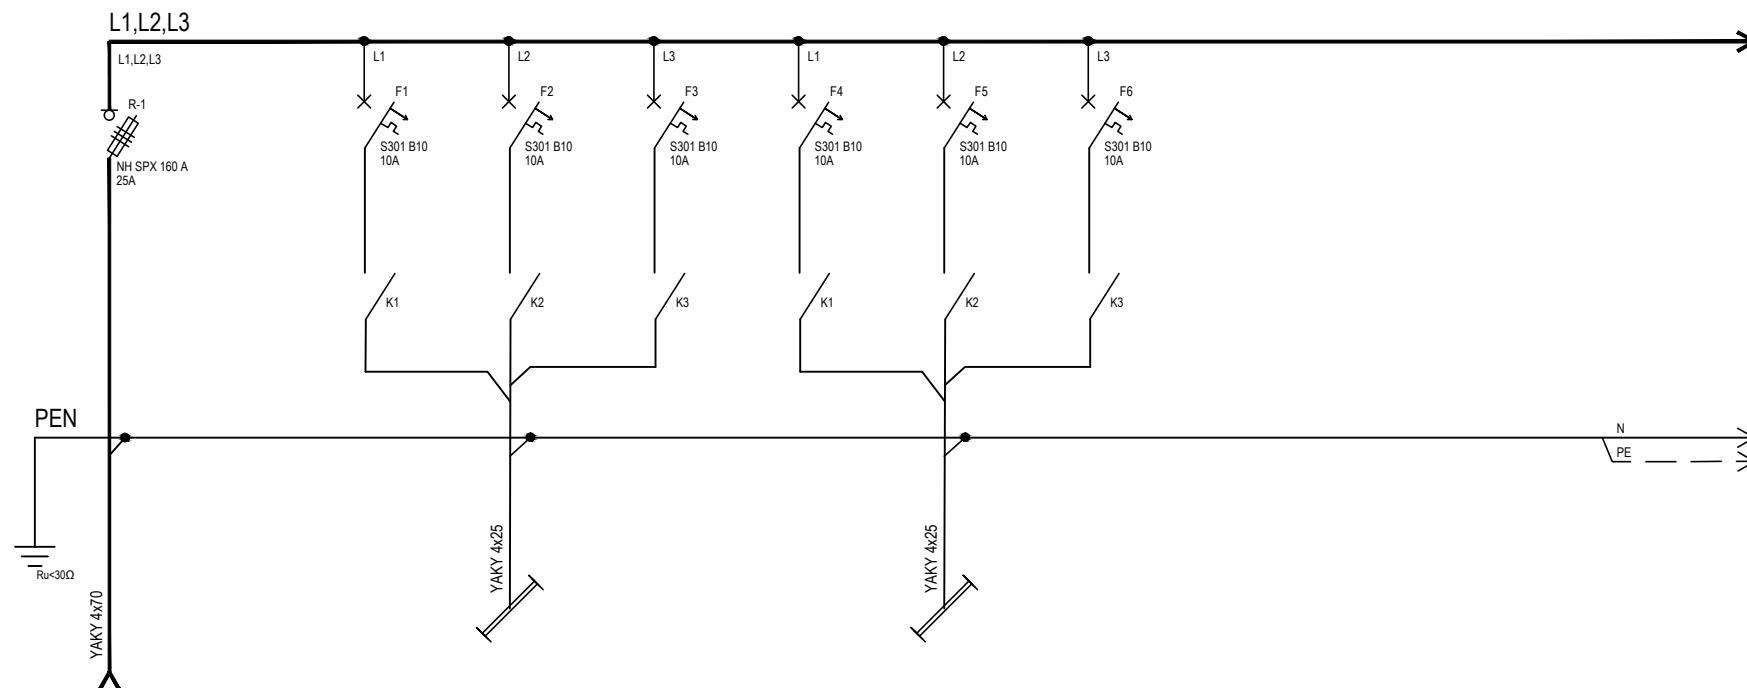 L1,L2,L3
L1,L2,L3
L1
L2
L3
L1
L2
L3
R-1
F1
F2
F3
F4
F5
F6
S301 B10
10A
S301 B10
10A
S301 B10
10A
S301 B10
10A
S301 B10
10A
S301 B10
10A
NH SPX 160 A
25A
K1
K2
K3
K1
K2
K3
PEN
N
PE
YAKY 4x25
YAKY 4x25
Ru<30Ω
YAKY 4x70